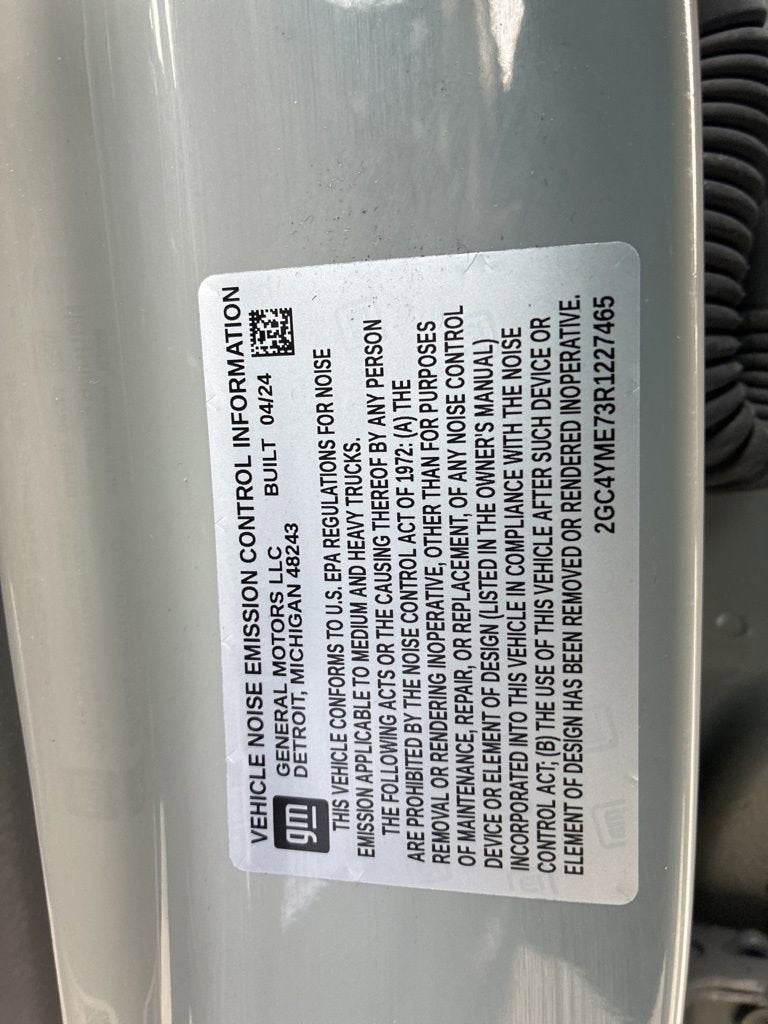 VEHICLE NOISE EMISSION CONTROL INFORMATION
gm
GENERAL MOTORS LLC
DETROIT, MICHIGAN 48243 BUILT 04/24
THIS VEHICLE CONFORMS TO U.S. EPA REGULATIONS FOR NOISE
EMISSION APPLICABLE TO MEDIUM AND HEAVY TRUCKS.
THE FOLLOWING ACTS OR THE CAUSING THEREOF BY ANY PERSON
ARE PROHIBITED BY THE NOISE CONTROL ACT OF 1972: (A) THE
REMOVAL OR RENDERING INOPERATIVE, OTHER THAN FOR PURPOSES
OF MAINTENANCE, REPAIR, OR REPLACEMENT, OF ANY NOISE CONTROL
DEVICE OR ELEMENT OF DESIGN (LISTED IN THE OWNER'S MANUAL)
INCORPORATED INTO THIS VEHICLE IN COMPLIANCE WITH THE NOISE
CONTROL ACT; (B) THE USE OF THIS VEHICLE AFTER SUCH DEVICE OR
ELEMENT OF DESIGN HAS BEEN REMOVED OR RENDERED INOPERATIVE.
2GC4YME73R1227465